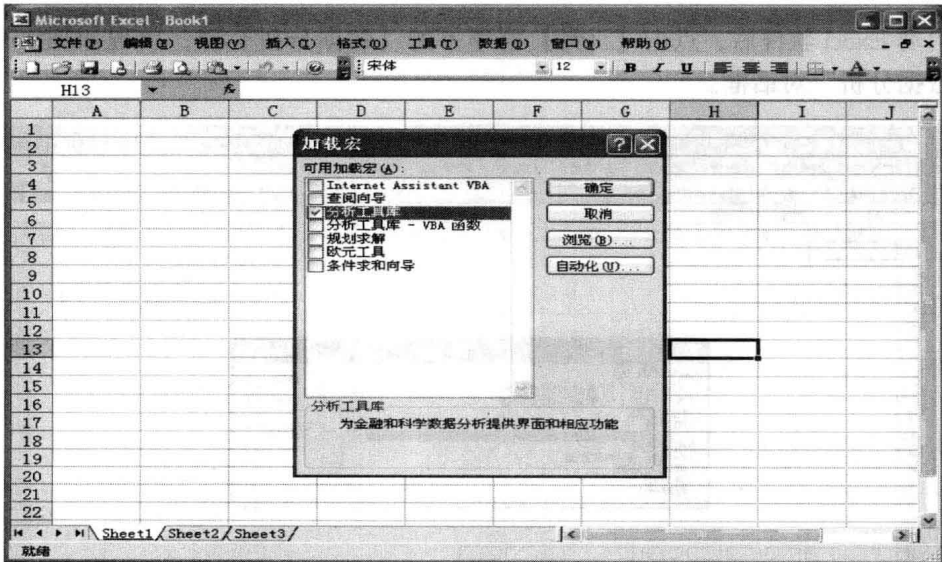 Microsoft Excel - Book1
文件(F) 编辑(E) 视图(V) 插入(I) 格式(O) 工具(T) 数据(D) 窗口(W) 帮助(H)
宋体 12 B I U A
H13 fx
A B C D E F G H I J
1
2
3
4
5
6
7
8
9
10
11
12
13
14
15
16
17
18
19
20
21
22
加载宏
可用加载宏(A):
Internet Assistant VBA
查阅向导
分析工具库
分析工具库 - VBA 函数
规划求解
欧元工具
条件求和向导
确定
取消
浏览(B)...
自动化(U)...
分析工具库
为金融和科学数据分析提供界面和相应功能
Sheet1 Sheet2 Sheet3
就绪